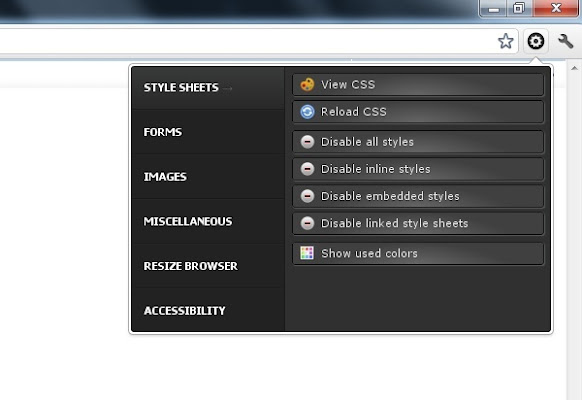 STYLE SHEETS →
FORMS
IMAGES
MISCELLANEOUS
RESIZE BROWSER
ACCESSIBILITY
View CSS
Reload CSS
Disable all styles
Disable inline styles
Disable embedded styles
Disable linked style sheets
Show used colors